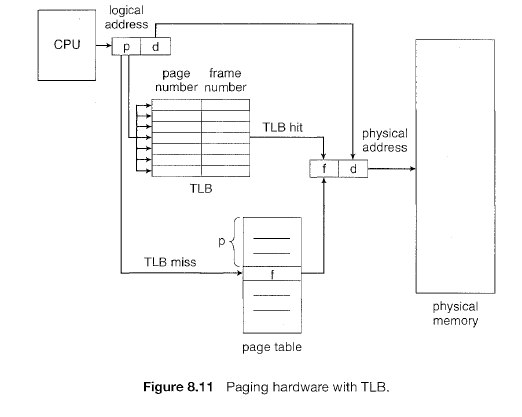 logical
address
CPU
p d
page frame
number number
TLB hit
physical
address
f d
TLB
p
TLB miss
f
physical
memory
page table
Figure 8.11 Paging hardware with TLB.